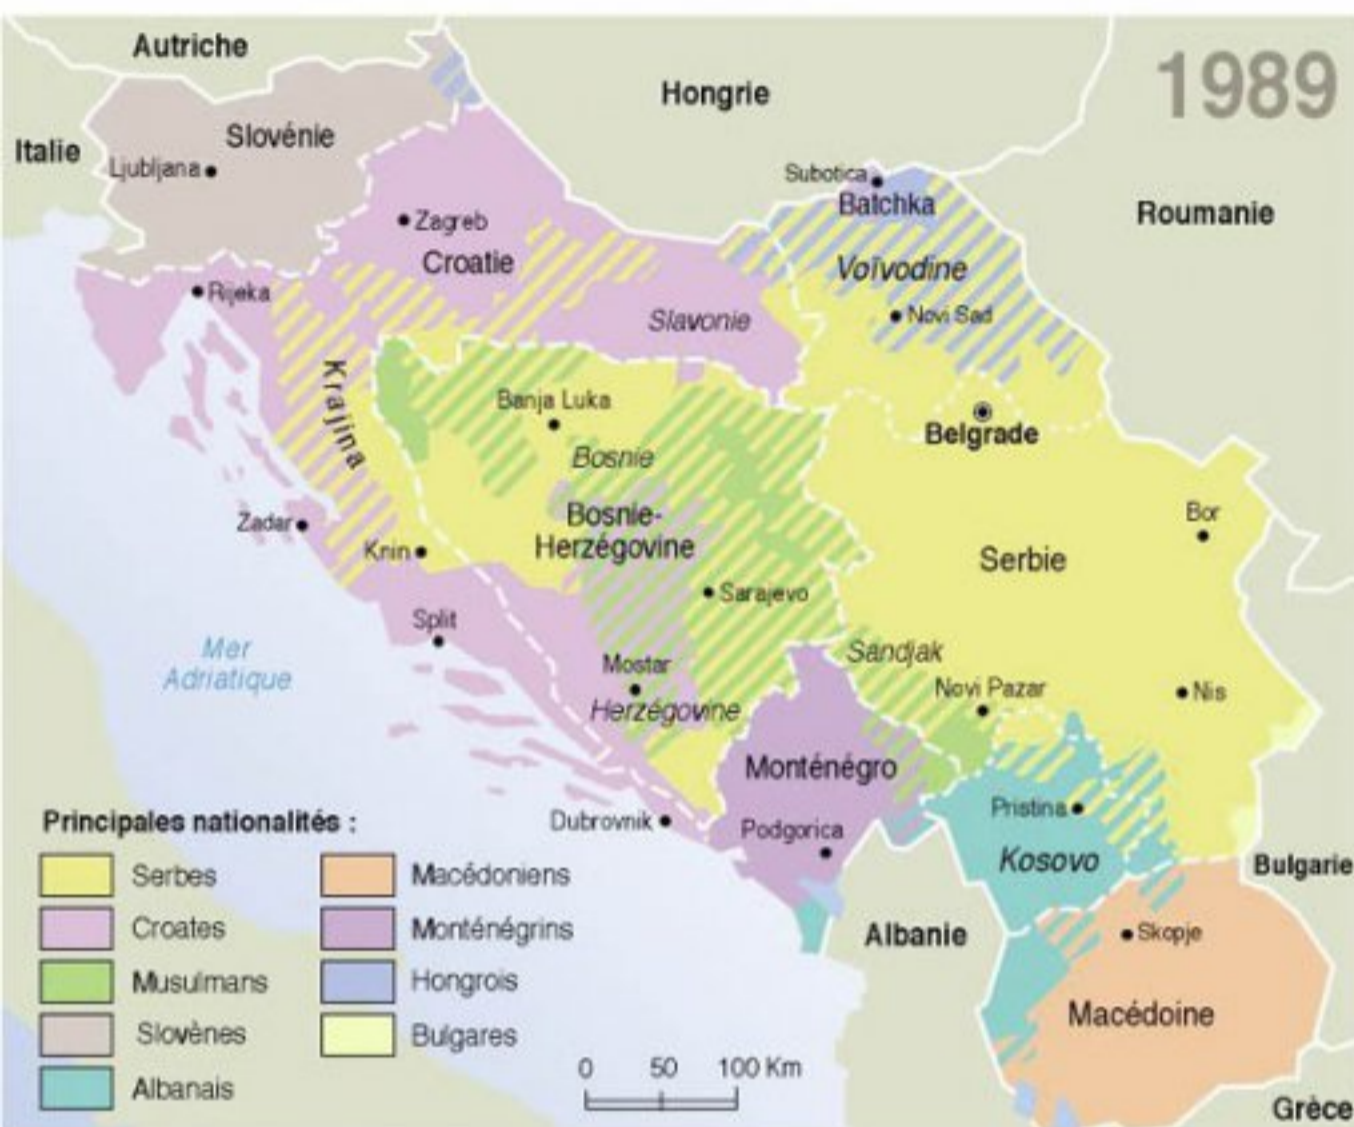 Autriche
1989
Hongrie
Slovénie
Italie
Ljubljana
Subotica
Batchka
Roumanie
Zagreb
Croatie
Voïvodine
Rijeka
Slavonie
Novi Sad
Krajina
Banja Luka
Belgrade
Bosnie
Bor
Bosnie-
Herzégovine
Zadar
Knin
Serbie
Sarajevo
Split
Mer
Adriatique
Sandjak
Mostar
Novi Pazar
Nis
Herzégovine
Monténégro
Pristina
Dubrovnik
Podgorica
Kosovo
Bulgarie
Albanie
Skopje
Macédoine
Grèce
Principales nationalités :
Serbes
Croates
Musulmans
Slovènes
Albanais
Macédoniens
Monténégrins
Hongrois
Bulgares
0 50 100 Km